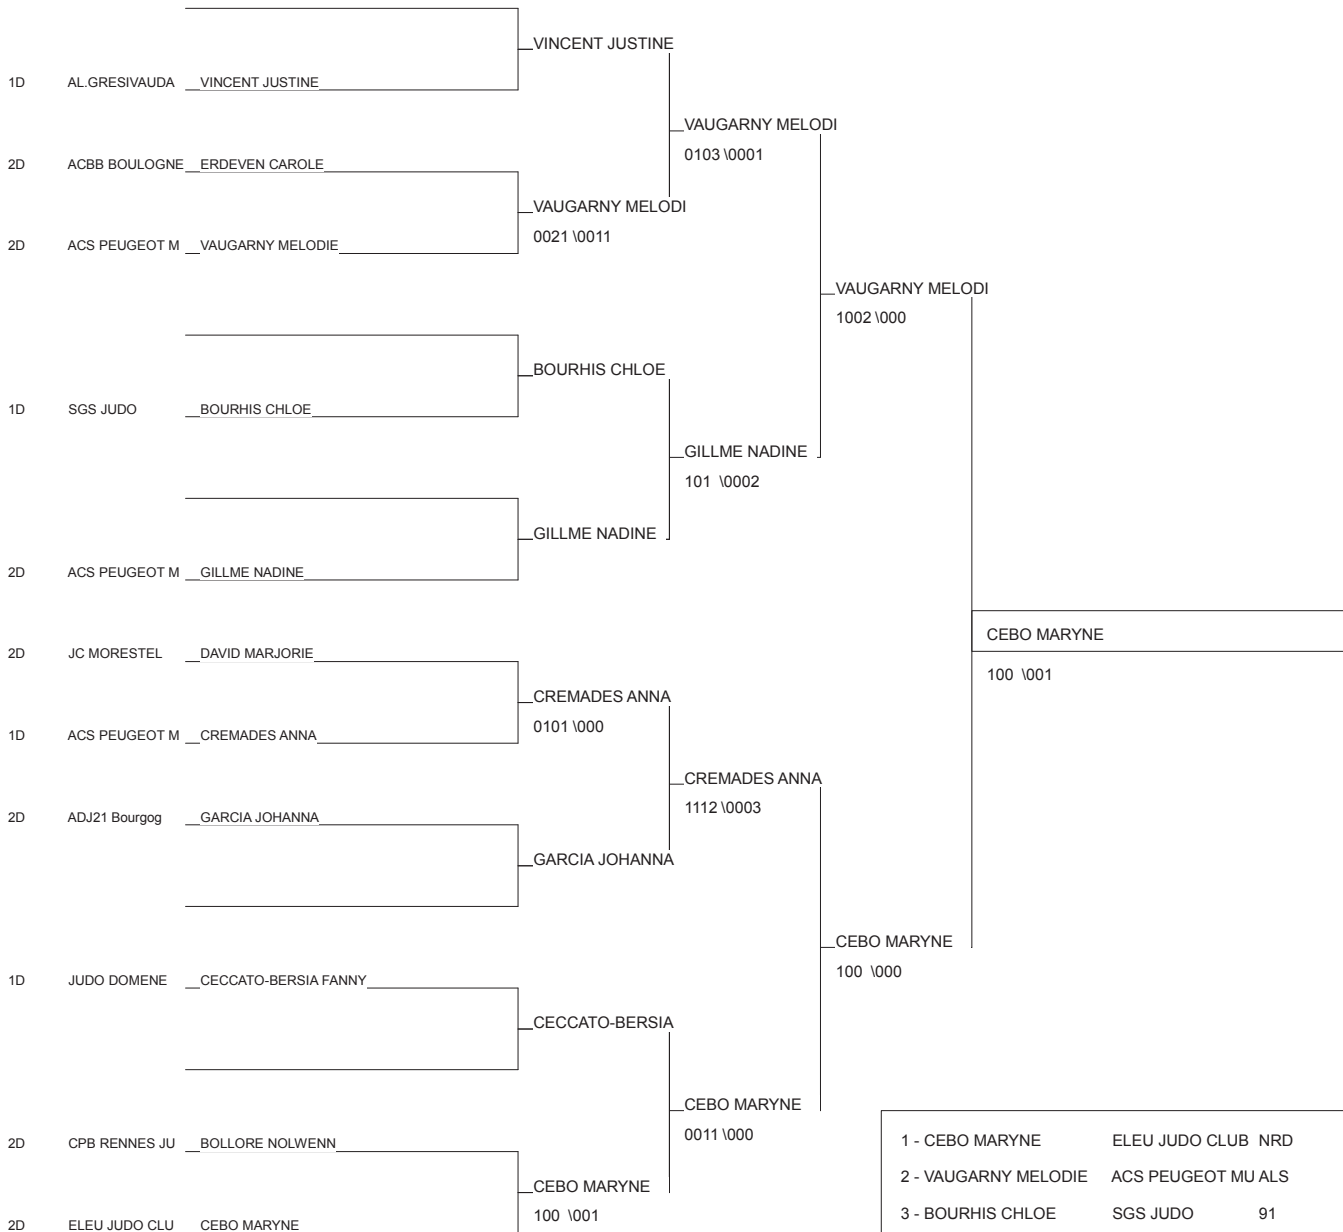 VINCENT JUSTINE
1D AL.GRESIVAUDA VINCENT JUSTINE
VAUGARNY MELODI
0103 \0001
2D ACBB BOULOGNE ERDEVEN CAROLE
VAUGARNY MELODI
0021 \0011
2D ACS PEUGEOT M VAUGARNY MELODIE
VAUGARNY MELODI
1002 \000
BOURHIS CHLOE
1D SGS JUDO BOURHIS CHLOE
GILLME NADINE
101 \0002
GILLME NADINE
2D ACS PEUGEOT M GILLME NADINE
CEBO MARYNE
100 \001
2D JC MORESTEL DAVID MARJORIE
CREMADES ANNA
0101 \000
1D ACS PEUGEOT M CREMADES ANNA
CREMADES ANNA
1112 \0003
2D ADJ21 Bourgog GARCIA JOHANNA
GARCIA JOHANNA
CEBO MARYNE
100 \000
1D JUDO DOMENE CECCATO-BERSIA FANNY
CECCATO-BERSIA
CEBO MARYNE
0011 \000
2D CPB RENNES JU BOLLORE NOLWENN
CEBO MARYNE
100 \001
2D ELEU JUDO CLU CEBO MARYNE
1 - CEBO MARYNE ELEU JUDO CLUB NRD
2 - VAUGARNY MELODIE ACS PEUGEOT MU ALS
3 - BOURHIS CHLOE SGS JUDO 91